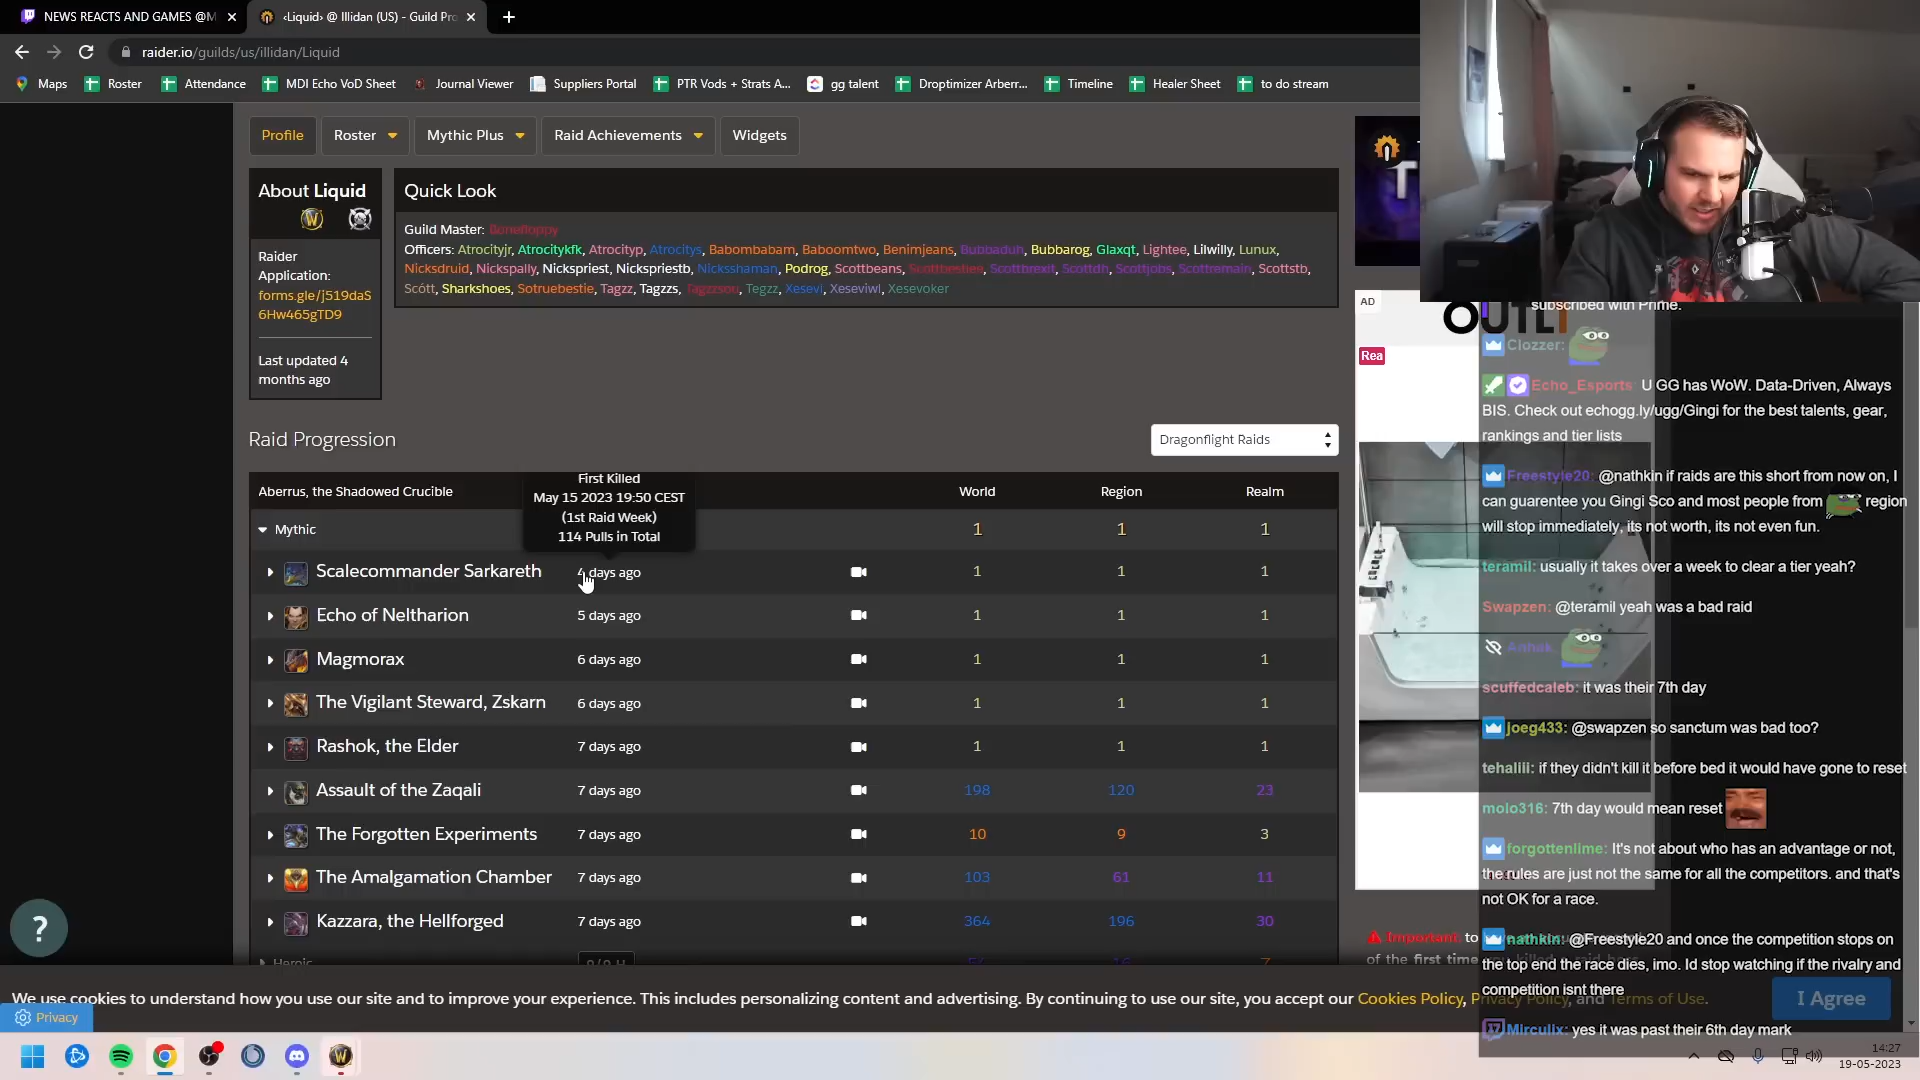 NEWS REACTS AND GAMES @M
‹Liquid› @ Illidan (US) - Guild Pro
raider.io/guilds/us/illidan/Liquid
Maps
Roster
Attendance
MDI Echo VoD Sheet
Journal Viewer
Suppliers Portal
PTR Vods + Strats A...
gg talent
Droptimizer Arberr...
Timeline
Healer Sheet
to do stream
Profile
Roster
Mythic Plus
Raid Achievements
Widgets
About Liquid
Raider
Application:
forms.gle/j519daS
6Hw465gTD9
Last updated 4
months ago
Quick Look
Guild Master:
Officers: Atrocityjr, Atrocitykfk, Atrocityp, Atrocitys, Babombabam, Baboomtwo, Benimjeans, Bubbaduh, Bubbarog, Glaxqt, Lightee, Lilwilly, Lunux,
Nicksdruid, Nickspally, Nickspriest, Nickspriestb, Nicksshaman, Podrog, Scottbeans, Scottbesties, Scottbrexit, Scottdh, Scottjobs, Scottremain, Scottstb,
Scótt, Sharkshoes, Sotruebestie, Tagzz, Tagzzs, Tagzzsou, Tegzz, Xesevl, Xeseviwl, Xesevoker
Raid Progression
Dragonflight Raids
Aberrus, the Shadowed Crucible
World
Region
Realm
First Killed
May 15 2023 19:50 CEST
(1st Raid Week)
114 Pulls in Total
Mythic 1 1 1
Scalecommander Sarkareth 4 days ago 1 1 1
Echo of Neltharion 5 days ago 1 1 1
Magmorax 6 days ago 1 1 1
The Vigilant Steward, Zskarn 6 days ago 1 1 1
Rashok, the Elder 7 days ago 1 1 1
Assault of the Zaqali 7 days ago 198 120 23
The Forgotten Experiments 7 days ago 10 9 3
The Amalgamation Chamber 7 days ago 103 61 11
Kazzara, the Hellforged 7 days ago 364 196 30
Heroic
AD
OUTL
Rea
Important: to
of the first time
subscribed with Prime.
Clozzer:
Echo_Esports: U.GG has WoW. Data-Driven, Always
BIS. Check out echogg.ly/ugg/Gingi for the best talents, gear,
rankings and tier lists
Freestyle20: @nathkin if raids are this short from now on, I
can guarentee you Gingi Sco and most people from region
will stop immediately, its not worth, its not even fun.
teramil: usually it takes over a week to clear a tier yeah?
Swapzen: @teramil yeah was a bad raid
scuffedcaleb: it was their 7th day
joeg433: @swapzen so sanctum was bad too?
tehaliii: if they didn't kill it before bed it would have gone to reset
molo316: 7th day would mean reset
forgottenlime: It's not about who has an advantage or not,
the rules are just not the same for all the competitors. and that's
not OK for a race.
nathkin: @Freestyle20 and once the competition stops on
the top end the race dies, imo. Id stop watching if the rivalry and
competition isnt there
Mirculix: yes it was past their 6th day mark
We use cookies to understand how you use our site and to improve your experience. This includes personalizing content and advertising. By continuing to use our site, you accept our Cookies Policy, Privacy Policy, and Terms of Use.
I Agree
Privacy
14:27
19-05-2023